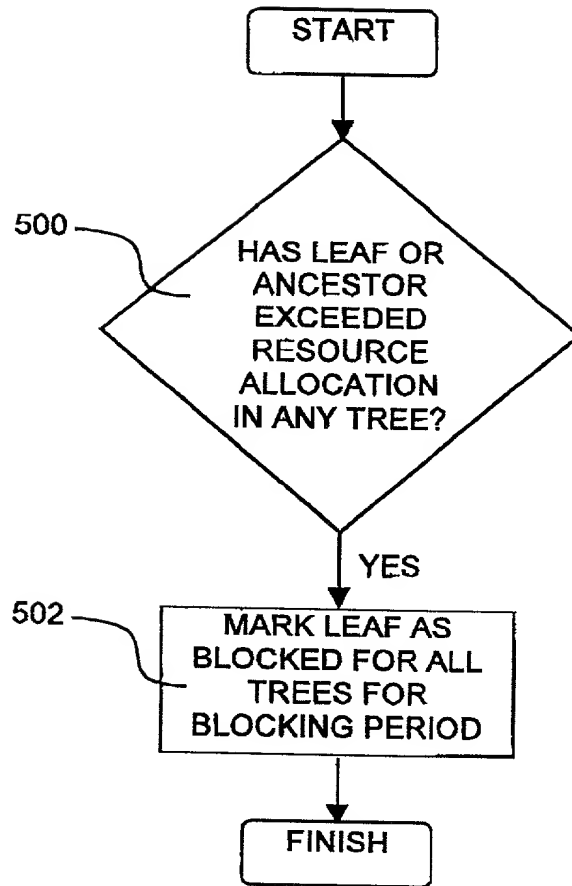 START
500
HAS LEAF OR
ANCESTOR
EXCEEDED
RESOURCE
ALLOCATION
IN ANY TREE?
YES
502
MARK LEAF AS
BLOCKED FOR ALL
TREES FOR
BLOCKING PERIOD
FINISH